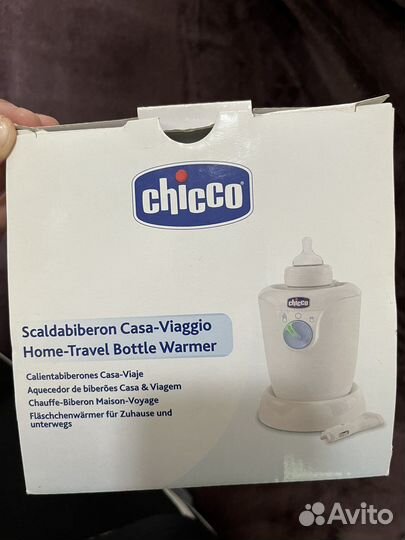 chicco
chicco
Scaldabiberon Casa-Viaggio
Home-Travel Bottle Warmer
Calientabiberones Casa-Viaje
Aquecedor de biberões Casa & Viagem
Chauffe-Biberon Maison-Voyage
Fläschchenwärmer für Zuhause und
unterwegs
Avito